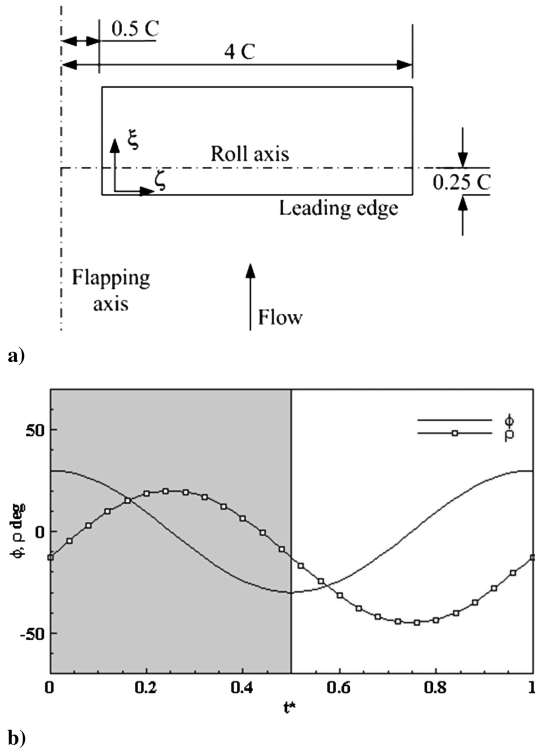 0.5 C
4 C
ξ
Roll axis
ζ
0.25 C
Leading edge
Flapping
axis
Flow
a)
50
0
-50
ϕ, ρ deg
ϕ
ρ
0
0.2
0.4
0.6
0.8
1
t*
b)